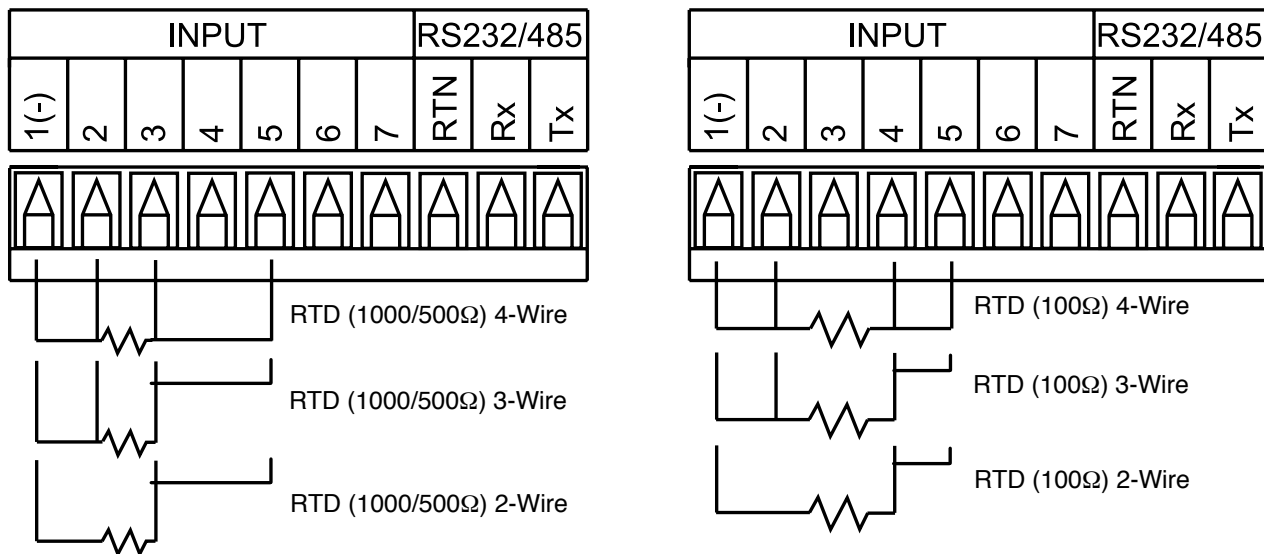 INPUT RS232/485
1(-) 2 3 4 5 6 7 RTN Rx Tx
RTD (1000/500Ω) 4-Wire
RTD (1000/500Ω) 3-Wire
RTD (1000/500Ω) 2-Wire
INPUT RS232/485
1(-) 2 3 4 5 6 7 RTN Rx Tx
RTD (100Ω) 4-Wire
RTD (100Ω) 3-Wire
RTD (100Ω) 2-Wire